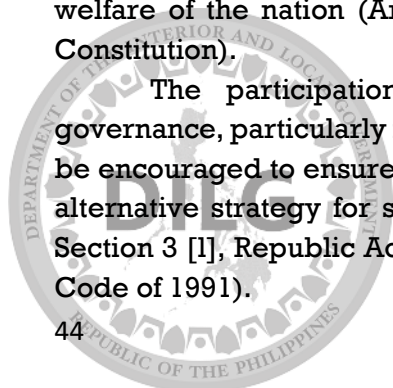 welfare of the nation (Ar
Constitution).
The participation
governance, particularly
be encouraged to ensure
alternative strategy for s
Section 3 [l], Republic Ac
Code of 1991).
44
DEPARTMENT OF THE INTERIOR AND LOCAL GOVERNMENT
DILG
REPUBLIC OF THE PHILIPPINES